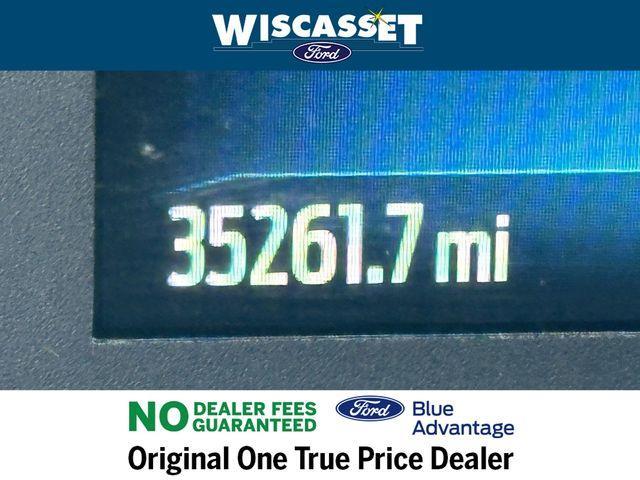 WISCASSET
Ford
35261.7 mi
NO DEALER FEES GUARANTEED
Ford Blue Advantage
Original One True Price Dealer